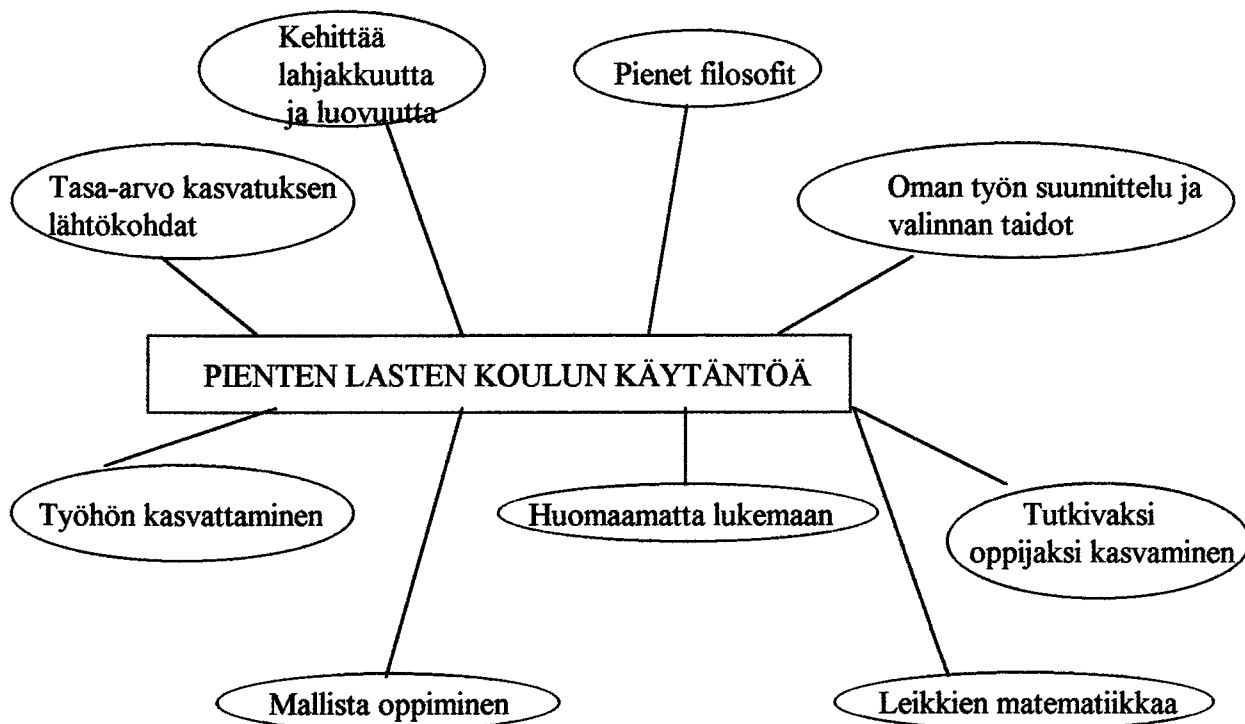 Kehittää
lahjakkuutta
ja luovuutta
Pienet filosofit
Tasa-arvo kasvatuksen
lähtökohdat
Oman työn suunnittelu ja
valinnan taidot
PIENTEN LASTEN KOULUN KÄYTÄNTÖÄ
Työhön kasvattaminen
Huomaamatta lukemaan
Tutkivaksi
oppijaksi kasvaminen
Mallista oppiminen
Leikkien matematiikkaa